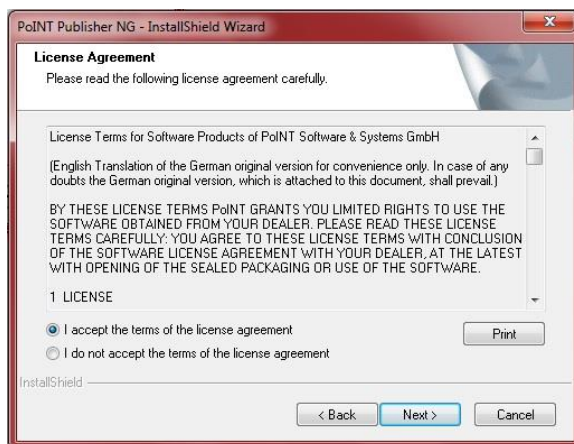 PoINT Publisher NG - InstallShield Wizard
License Agreement
Please read the following license agreement carefully.
License Terms for Software Products of PoINT Software & Systems GmbH
(English Translation of the German original version for convenience only. In case of any
doubts the German original version, which is attached to this document, shall prevail.)
BY THESE LICENSE TERMS PoINT GRANTS YOU LIMITED RIGHTS TO USE THE
SOFTWARE OBTAINED FROM YOUR DEALER. PLEASE READ THESE LICENSE
TERMS CAREFULLY: YOU AGREE TO THESE LICENSE TERMS WITH CONCLUSION
OF THE SOFTWARE LICENSE AGREEMENT WITH YOUR DEALER, AT THE LATEST
WITH OPENING OF THE SEALED PACKAGING OR USE OF THE SOFTWARE.
1 LICENSE
I accept the terms of the license agreement
Print
I do not accept the terms of the license agreement
InstallShield
< Back
Next >
Cancel